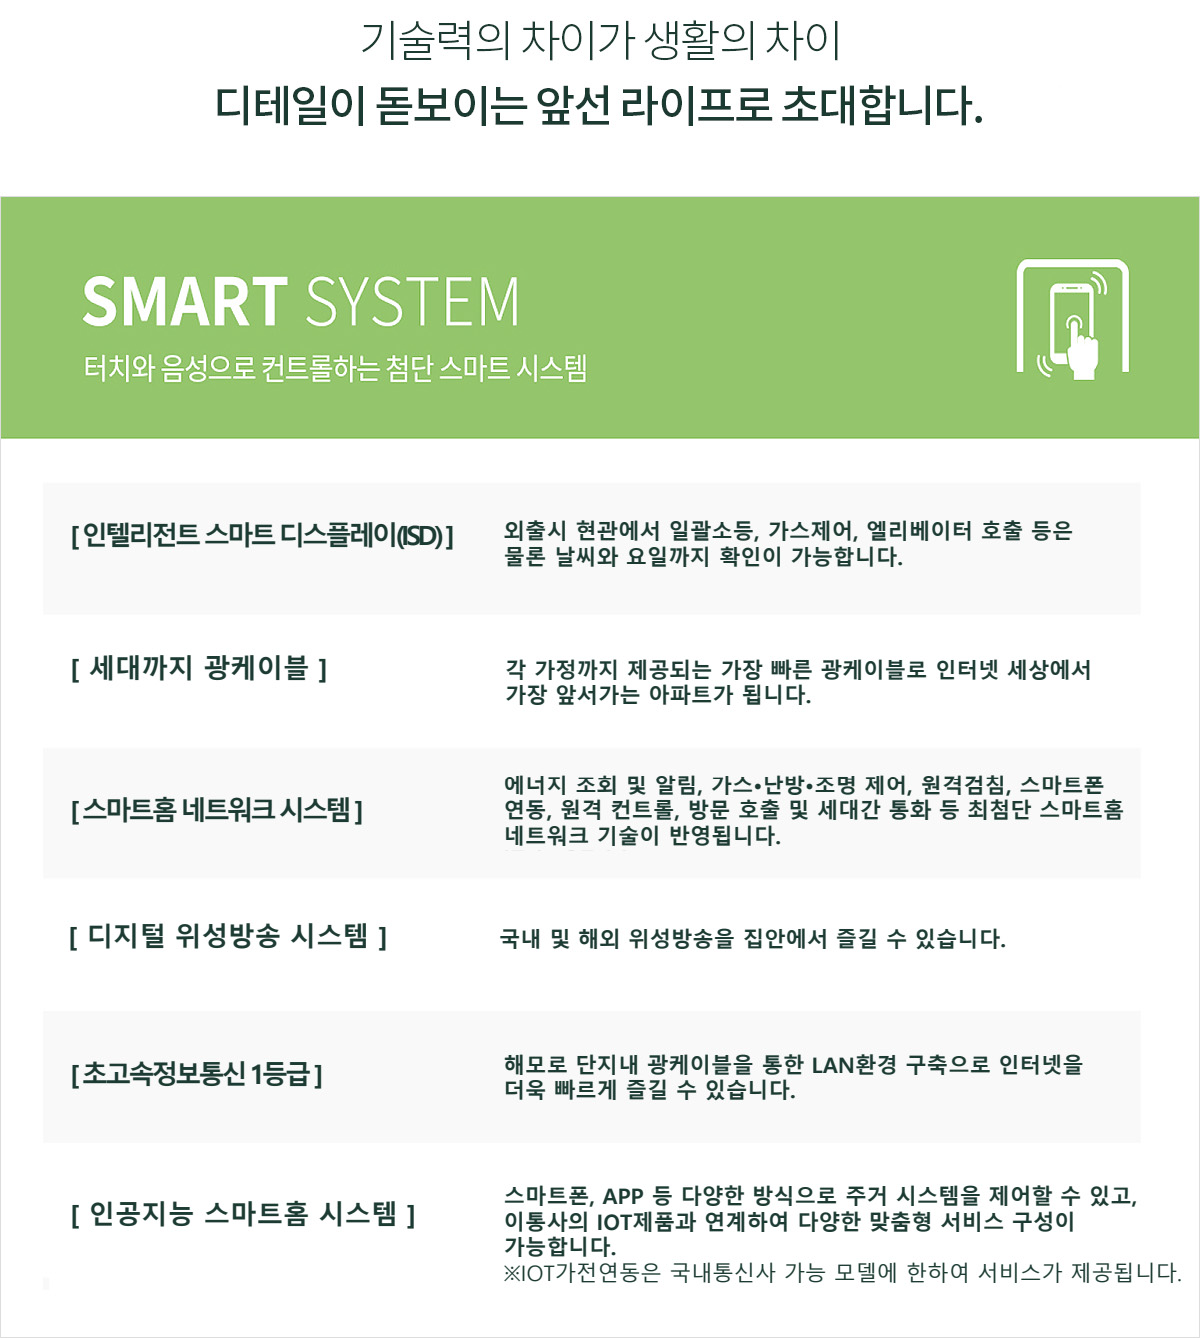 기술력의 차이가 생활의 차이
디테일이 돋보이는 앞선 라이프로 초대합니다.
SMART SYSTEM
터치와 음성으로 컨트롤하는 첨단 스마트 시스템
[ 인텔리전트 스마트 디스플레이(ISD) ]
외출시 현관에서 일괄소등, 가스제어, 엘리베이터 호출 등은
물론 날씨와 요일까지 확인이 가능합니다.
[ 세대까지 광케이블 ]
각 가정까지 제공되는 가장 빠른 광케이블로 인터넷 세상에서
가장 앞서가는 아파트가 됩니다.
[ 스마트홈 네트워크 시스템 ]
에너지 조회 및 알림, 가스•난방•조명 제어, 원격검침, 스마트폰
연동, 원격 컨트롤, 방문 호출 및 세대간 통화 등 최첨단 스마트홈
네트워크 기술이 반영됩니다.
[ 디지털 위성방송 시스템 ]
국내 및 해외 위성방송을 집안에서 즐길 수 있습니다.
[ 초고속정보통신 1등급 ]
해모로 단지내 광케이블을 통한 LAN환경 구축으로 인터넷을
더욱 빠르게 즐길 수 있습니다.
[ 인공지능 스마트홈 시스템 ]
스마트폰, APP 등 다양한 방식으로 주거 시스템을 제어할 수 있고,
이통사의 IOT제품과 연계하여 다양한 맞춤형 서비스 구성이
가능합니다.
※IOT가전연동은 국내통신사 가능 모델에 한하여 서비스가 제공됩니다.